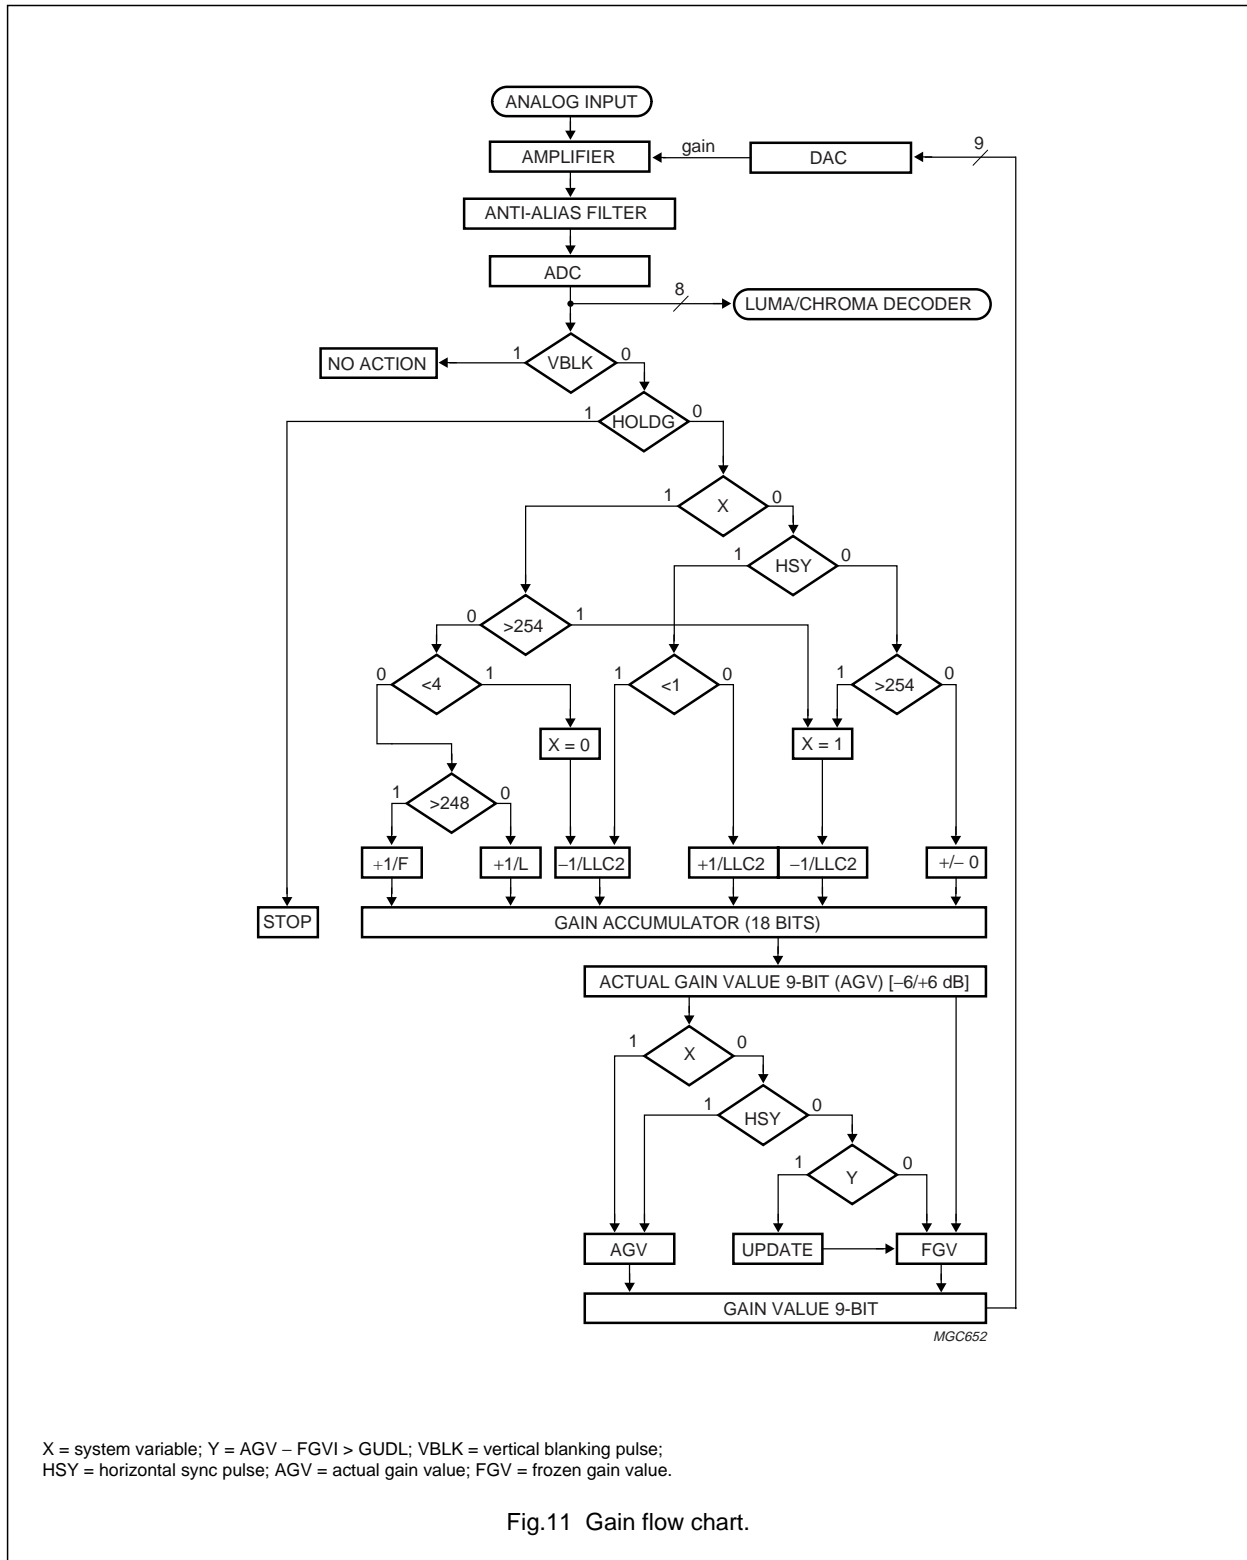 ANALOG INPUT
AMPLIFIER
gain
DAC
9
ANTI-ALIAS FILTER
ADC
8
LUMA/CHROMA DECODER
NO ACTION
1
VBLK
0
1
HOLDG
0
1
X
0
1
HSY
0
0
>254
1
0
<4
1
1
<1
0
1
>254
0
X = 0
X = 1
1
>248
0
+1/F
+1/L
−1/LLC2
+1/LLC2
−1/LLC2
+/− 0
STOP
GAIN ACCUMULATOR (18 BITS)
ACTUAL GAIN VALUE 9-BIT (AGV) [−6/+6 dB]
1
X
0
1
HSY
0
1
Y
0
AGV
UPDATE
FGV
GAIN VALUE 9-BIT
MGC652
X = system variable; Y = AGV − FGVI > GUDL; VBLK = vertical blanking pulse;
HSY = horizontal sync pulse; AGV = actual gain value; FGV = frozen gain value.
Fig.11 Gain flow chart.